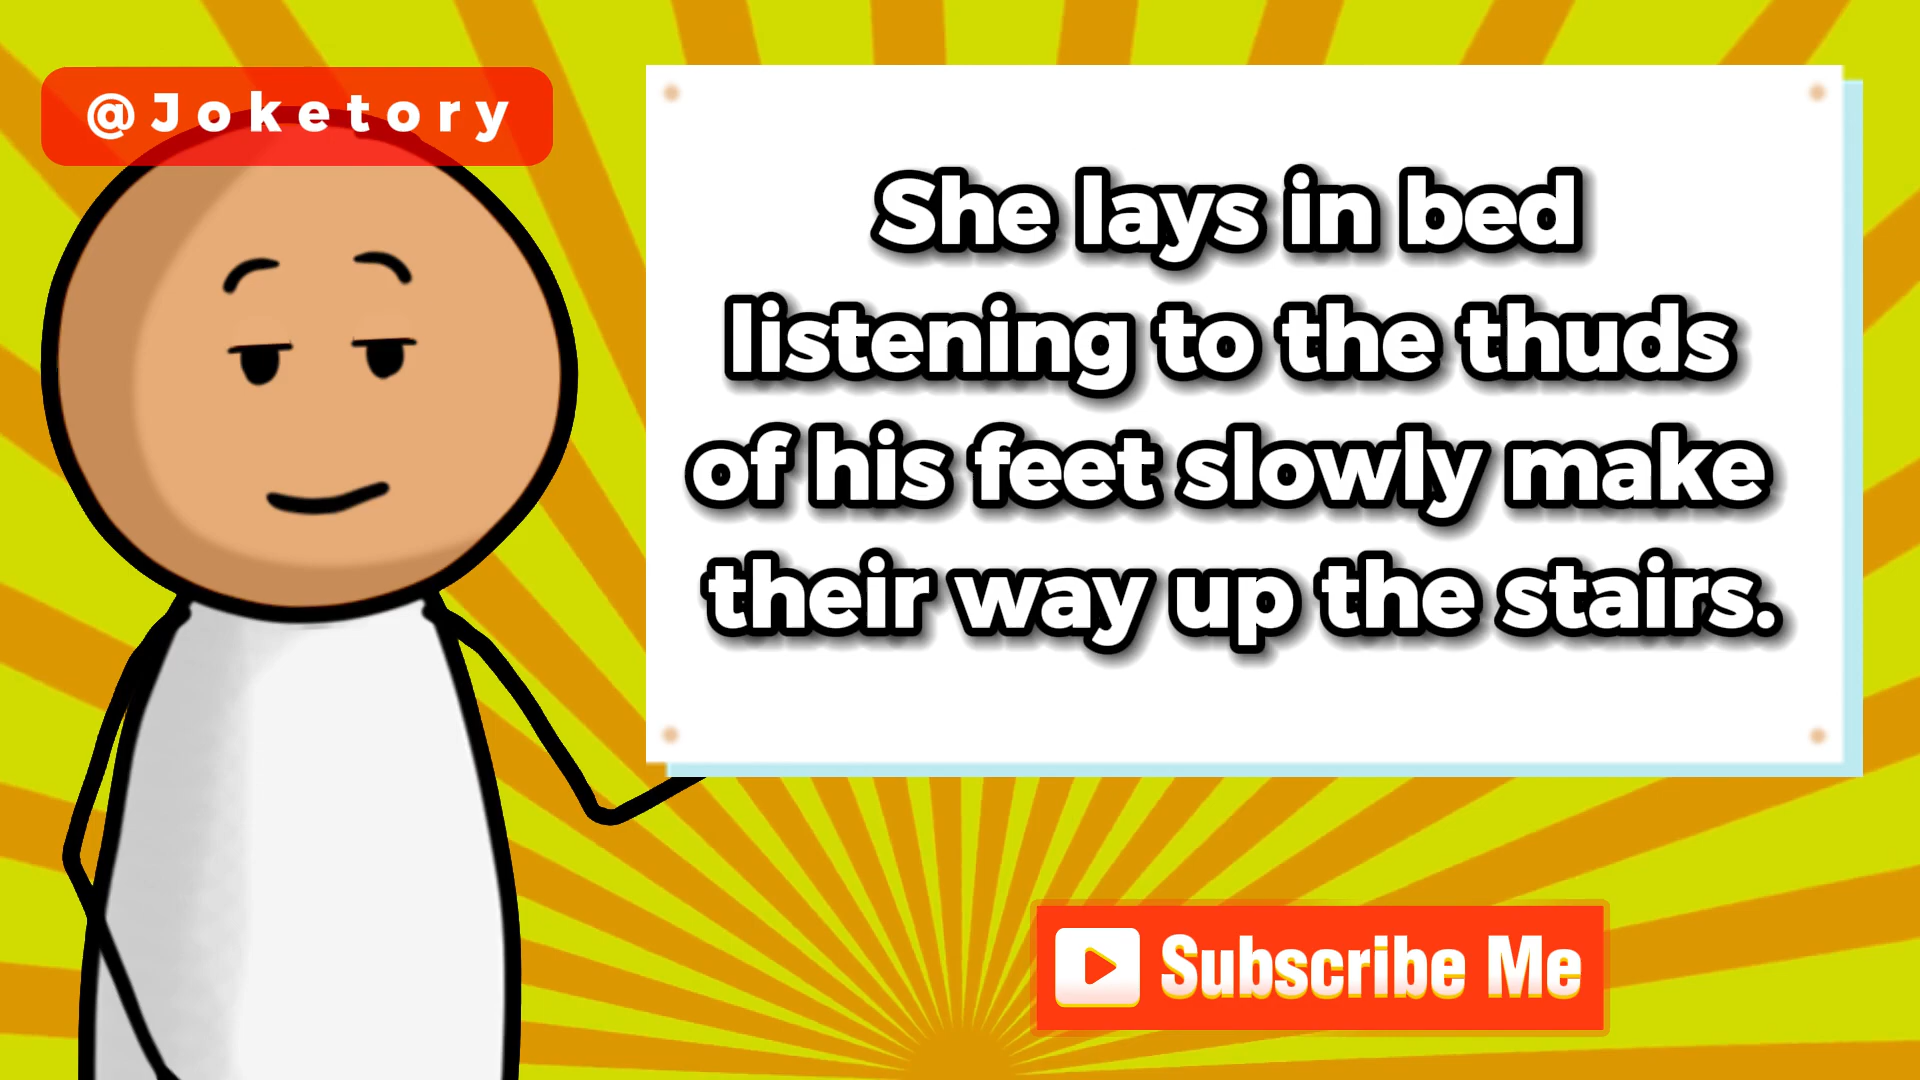 @Joketory
She lays in bed
listening to the thuds
of his feet slowly make
their way up the stairs.
Subscribe Me